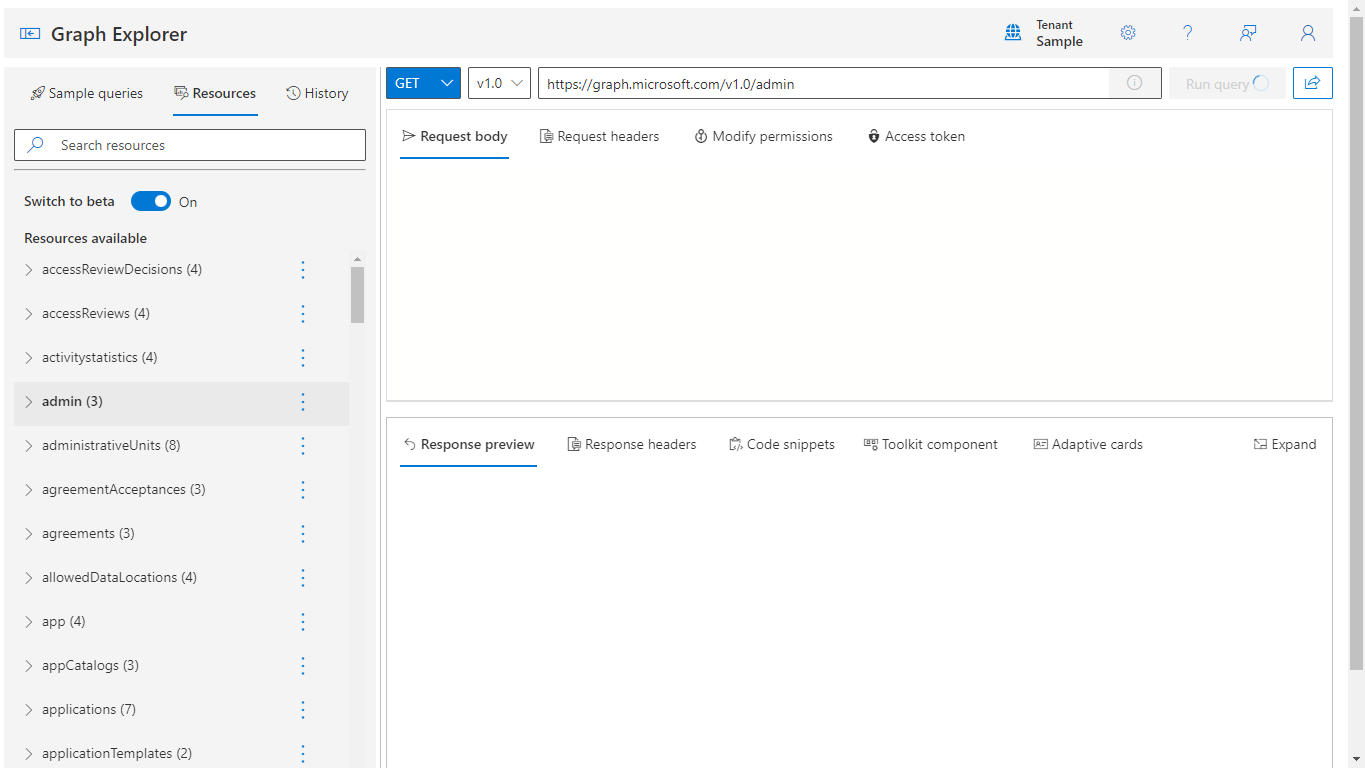 Graph Explorer
Tenant
Sample
Sample queries
Resources
History
Search resources
Switch to beta
On
Resources available
accessReviewDecisions (4)
accessReviews (4)
activitystatistics (4)
admin (3)
administrativeUnits (8)
agreementAcceptances (3)
agreements (3)
allowedDataLocations (4)
app (4)
appCatalogs (3)
applications (7)
applicationTemplates (2)
GET
v1.0
https://graph.microsoft.com/v1.0/admin
Run query
Request body
Request headers
Modify permissions
Access token
Response preview
Response headers
Code snippets
Toolkit component
Adaptive cards
Expand